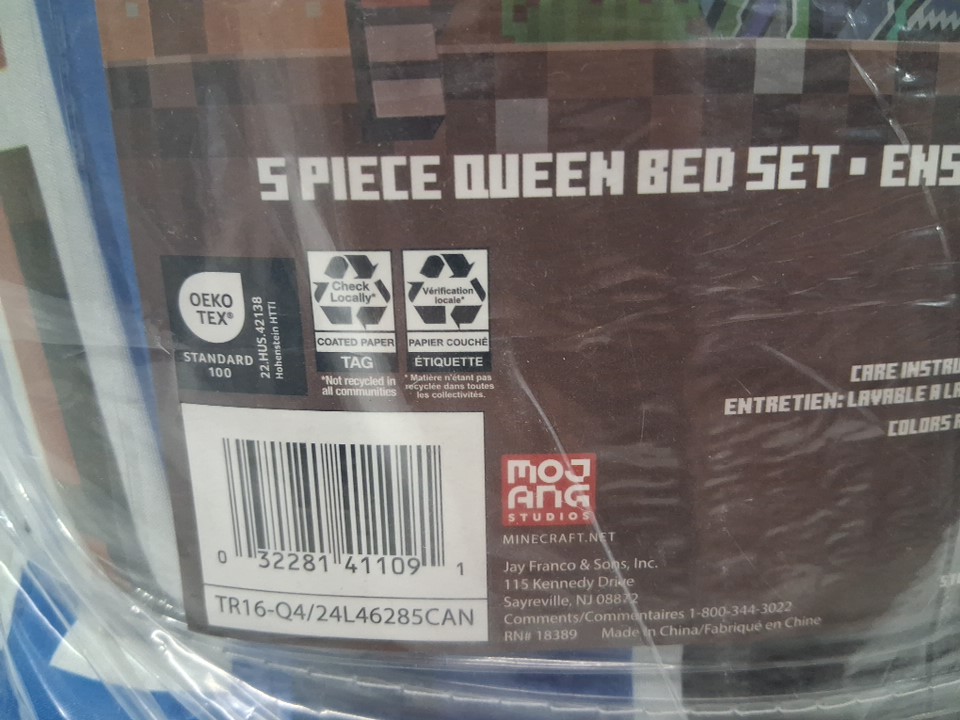 5 PIECE QUEEN BED SET · ENS
OEKO
TEX®
STANDARD
100
22.HUS.42138
Hohenstein HTTI
Check
Locally*
COATED PAPER
TAG
*Not recycled in
all communities
Vérification
locale*
PAPIER COUCHÉ
ÉTIQUETTE
* Matière n'étant pas
recyclée dans toutes
les collectivités.
CARE INSTRU
ENTRETIEN: LAVABLE A LA
COLORS
0 32281 41109 1
TR16-Q4/24L46285CAN
MOJ
ANG
STUDIOS
MINECRAFT.NET
Jay Franco & Sons, Inc.
115 Kennedy Drive
Sayreville, NJ 08872
Comments/Commentaires 1-800-344-3022
RN# 18389 Made In China/Fabriqué en Chine